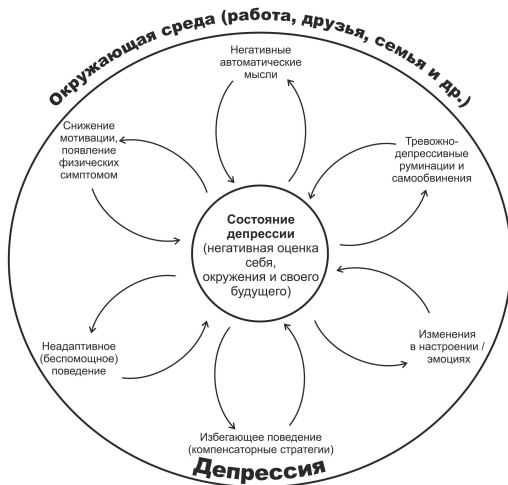 Окружающая среда (работа, друзья, семья и др.)
Негативные
автоматические
мысли
Снижение
мотивации,
появление
физических
симптомом
Тревожно-
депрессивные
руминации и
самообвинения
Состояние
депрессии
(негативная оценка
себя,
окружения и своего
будущего)
Неадаптивное
(беспомощное)
поведение
Изменения
в настроении /
эмоциях
Избегающее поведение
(компенсаторные стратегии)
Депрессия